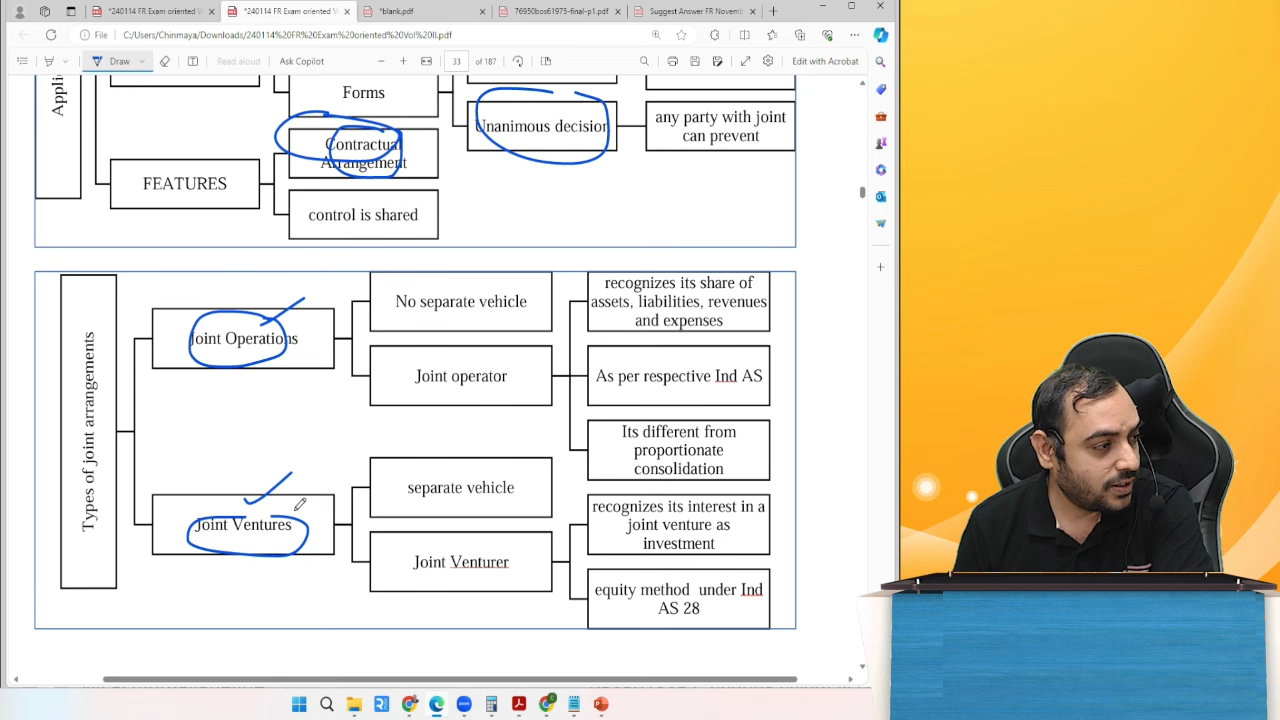 *240114 FR Exam oriented V
*240114 FR Exam oriented V
*blank.pdf
76950bos61975-final-p1.pdf
Suggest Answer FR Novem
File
C:/Users/Chinmaya/Downloads/240114%20FR%20Exam%20oriented%20Vol%20II.pdf
Draw
Read aloud
Ask Copilot
33
of 187
Edit with Acrobat
Appli
Forms
Unanimous decision
any party with joint
can prevent
Contractual
Arrangement
FEATURES
control is shared
Types of joint arrangements
Joint Operations
No separate vehicle
Joint operator
recognizes its share of
assets, liabilities, revenues
and expenses
As per respective Ind AS
Its different from
proportionate
consolidation
Joint Ventures
separate vehicle
Joint Venturer
recognizes its interest in a
joint venture as
investment
equity method under Ind
AS 28